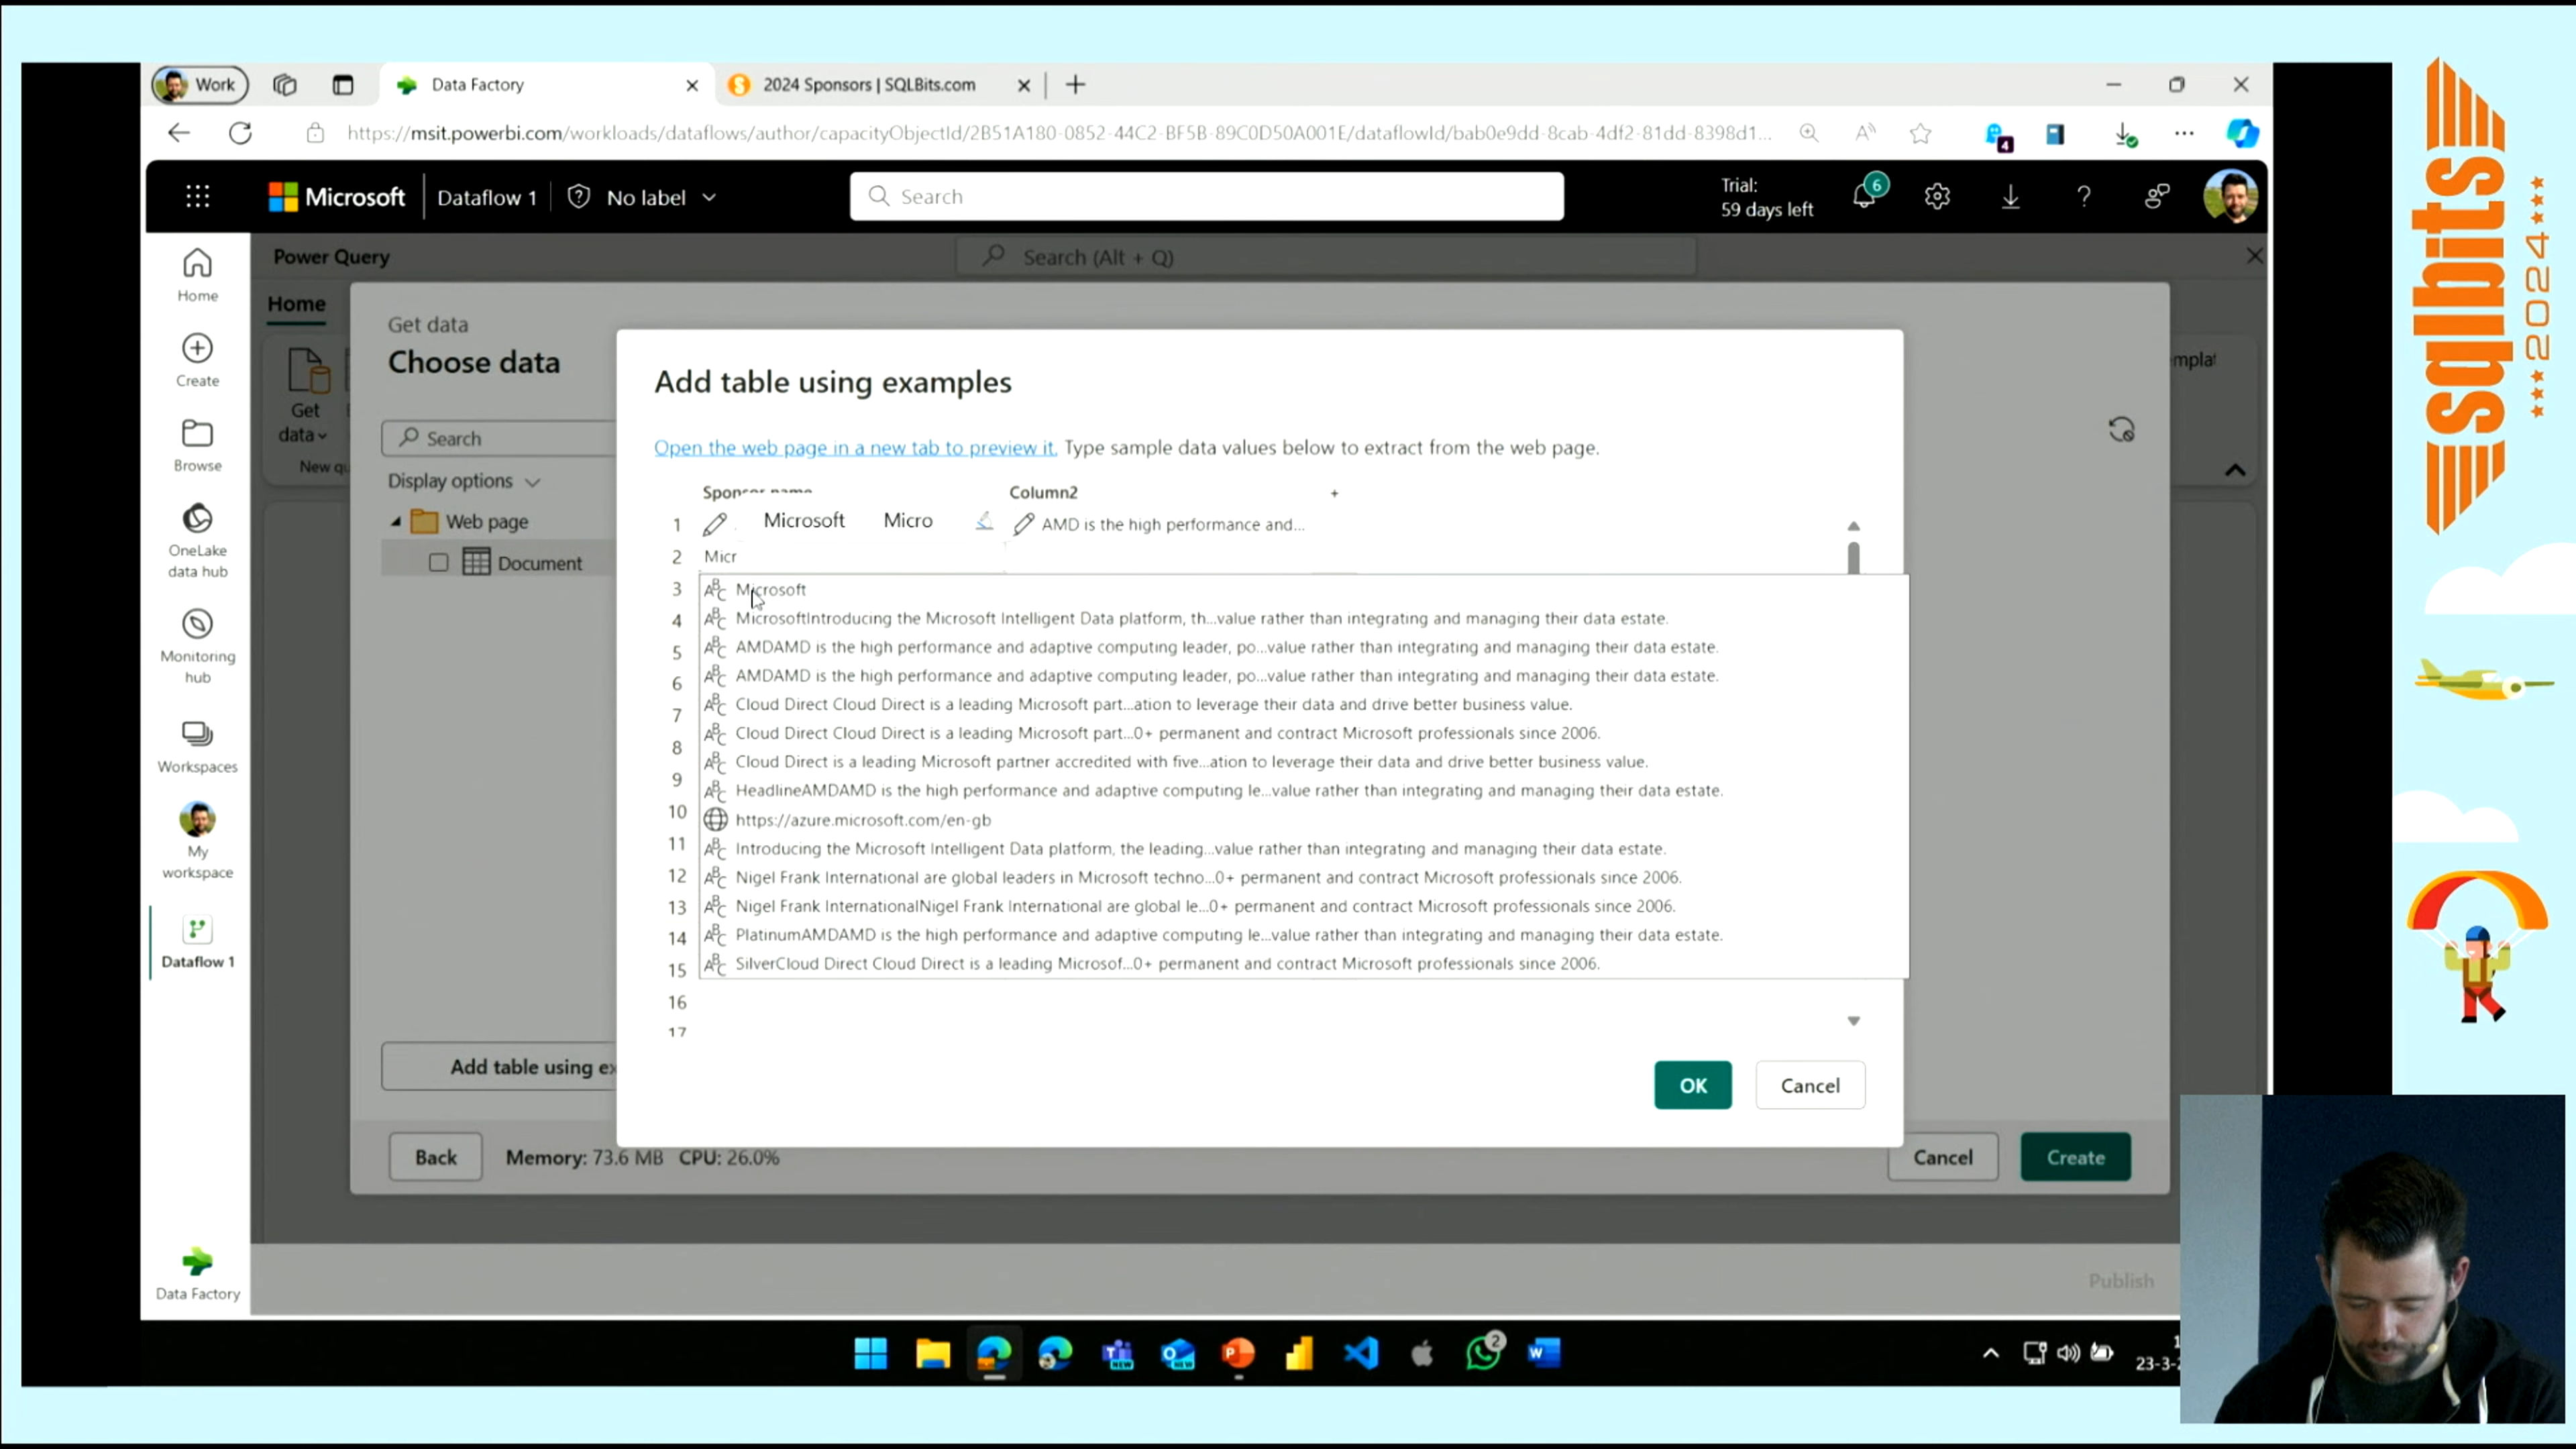 Work
Data Factory
2024 Sponsors | SQLBits.com
https://msit.powerbi.com/workloads/dataflows/author/capacityObjectId/2B51A180-0852-44C2-BF5B-89C0D50A001E/dataflowId/bab0e9dd-8cab-4df2-81dd-8398d1...
4
Microsoft
Dataflow 1
No label
Search
Trial:
59 days left
6
Home
Create
Browse
OneLake
data hub
Monitoring
hub
Workspaces
My
workspace
Dataflow 1
Data Factory
Power Query
Search (Alt + Q)
Home
Get
data
New qu
Get data
Choose data
Search
Display options
Web page
Document
Add table using ex
Back
Memory: 73.6 MB CPU: 26.0%
Cancel
Create
Publish
Add table using examples
Open the web page in a new tab to preview it. Type sample data values below to extract from the web page.
Sponsor name
Column2
+
1
Microsoft
Micro
AMD is the high performance and...
2
Micr
3
Microsoft
4
MicrosoftIntroducing the Microsoft Intelligent Data platform, th...value rather than integrating and managing their data estate.
5
AMDAMD is the high performance and adaptive computing leader, po...value rather than integrating and managing their data estate.
6
AMDAMD is the high performance and adaptive computing leader, po...value rather than integrating and managing their data estate.
7
Cloud Direct Cloud Direct is a leading Microsoft part...ation to leverage their data and drive better business value.
8
Cloud Direct Cloud Direct is a leading Microsoft part...0+ permanent and contract Microsoft professionals since 2006.
9
Cloud Direct is a leading Microsoft partner accredited with five...ation to leverage their data and drive better business value.
HeadlineAMDAMD is the high performance and adaptive computing le...value rather than integrating and managing their data estate.
10
https://azure.microsoft.com/en-gb
11
Introducing the Microsoft Intelligent Data platform, the leading...value rather than integrating and managing their data estate.
12
Nigel Frank International are global leaders in Microsoft techno...0+ permanent and contract Microsoft professionals since 2006.
13
Nigel Frank InternationalNigel Frank International are global le...0+ permanent and contract Microsoft professionals since 2006.
14
PlatinumAMDAMD is the high performance and adaptive computing le...value rather than integrating and managing their data estate.
15
SilverCloud Direct Cloud Direct is a leading Microsof...0+ permanent and contract Microsoft professionals since 2006.
16
17
OK
Cancel
mplat
NEW
NEW
2
23-3-2
sqlbits
2024